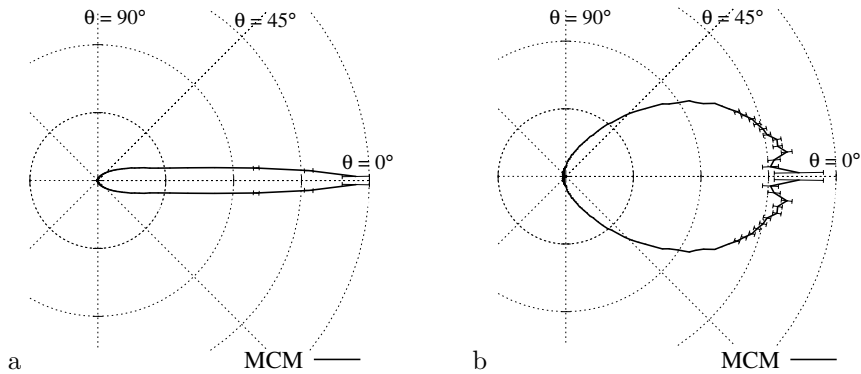 θ = 90°
θ = 45°
θ = 0°
a
MCM
θ = 90°
θ = 45°
θ = 0°
b
MCM